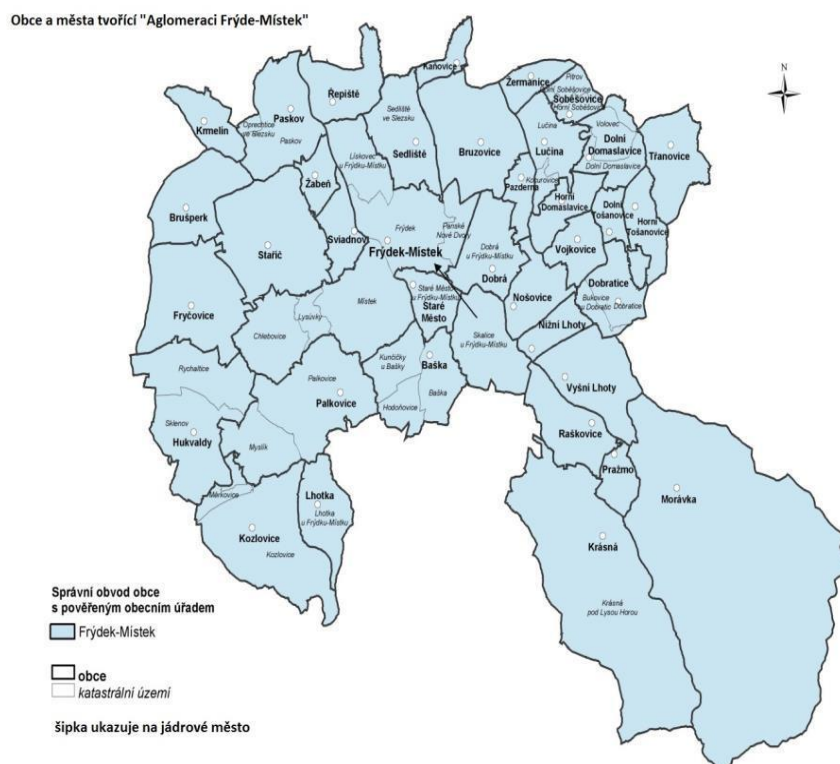 Obce a města tvořící "Aglomeraci Frýde-Místek"
N
Kaňovice
Žermanice
Pitrov
Dolní Soběšovice
Soběšovice
Horní Soběšovice
Řepiště
Paskov
Krmelín
Oprechtice
ve Slezsku
Paskov
Sedliště
ve Slezsku
Sedliště
Bruzovice
Lučina
Lučina
Volovec
Dolní
Domaslavice
Dolní Domaslavice
Třanovice
Lískovec
u Frýdku-Místku
Žabeň
Pazderna
Kocurovice
Horní
Domaslavice
Dolní
Tošanovice
Horní
Tošanovice
Brušperk
Staříč
Sviadnov
Frýdek
Frýdek-Místek
Panské
Nové Dvory
Dobrá
u Frýdku-Místku
Dobrá
Vojkovice
Dobratice
Bukovice
u Dobratic
Dobratice
Fryčovice
Staré Město
u Frýdku-Místku
Staré
Město
Nošovice
Nižní Lhoty
Místek
Lysůvky
Chlebovice
Skalice
u Frýdku-Místku
Kunčičky
u Bašky
Baška
Baška
Hodoňovice
Rychaltice
Palkovice
Palkovice
Vyšní Lhoty
Sklenov
Hukvaldy
Myslík
Raškovice
Pražmo
Morávka
Měrkovice
Lhotka
Lhotka
u Frýdku-Místku
Kozlovice
Kozlovice
Krásná
Krásná
pod Lysou Horou
Správní obvod obce
s pověřeným obecním úřadem
Frýdek-Místek
obce
katastrální území
šipka ukazuje na jádrové město